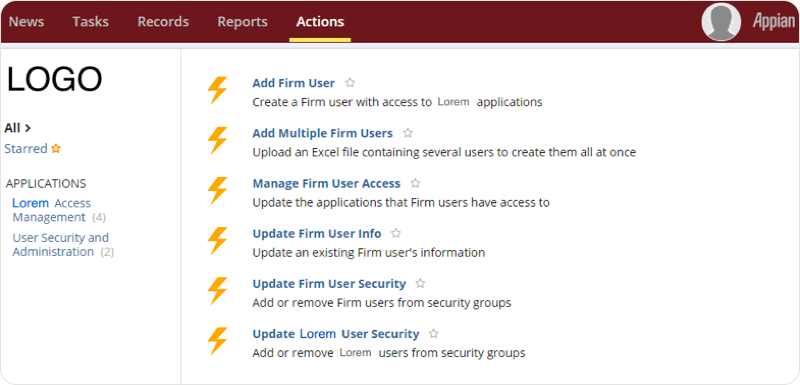 News Tasks Records Reports Actions Appian
LOGO
All >
Starred
APPLICATIONS
Lorem Access
Management (4)
User Security and
Administration (2)
Add Firm User
Create a Firm user with access to Lorem applications
Add Multiple Firm Users
Upload an Excel file containing several users to create them all at once
Manage Firm User Access
Update the applications that Firm users have access to
Update Firm User Info
Update an existing Firm user's information
Update Firm User Security
Add or remove Firm users from security groups
Update Lorem User Security
Add or remove Lorem users from security groups